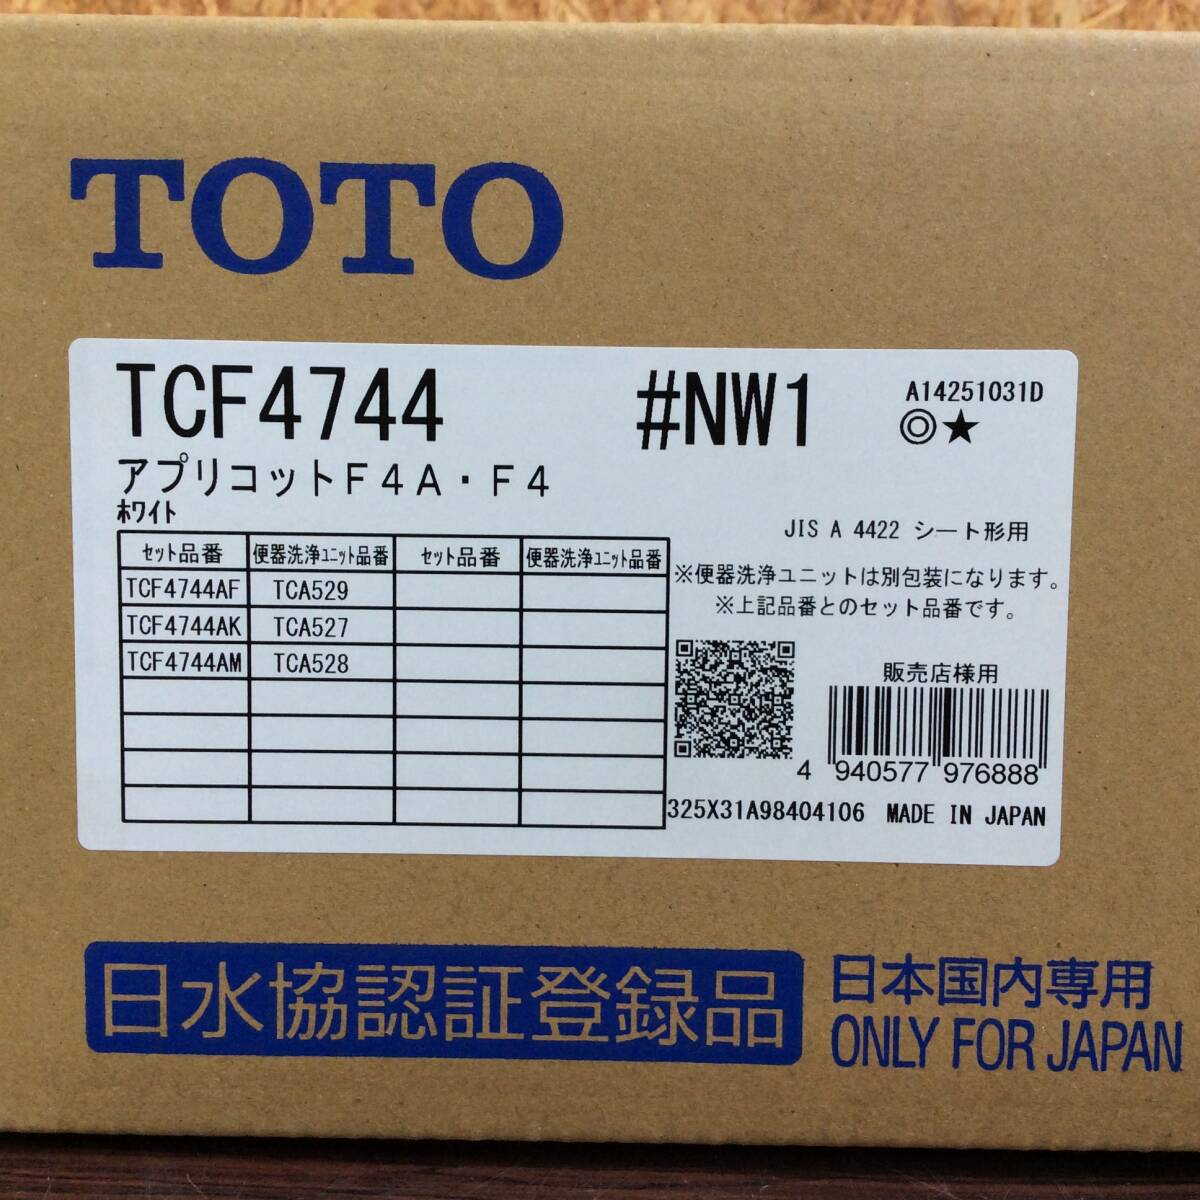 TOTO
TCF4744 #NW1 A14251031D
◎★
アプリコットF4A・F4
ホワイト
JIS A 4422 シート形用
セット品番 便器洗浄ユニット品番 セット品番 便器洗浄ユニット品番
TCF4744AF TCA529
TCF4744AK TCA527
TCF4744AM TCA528
※便器洗浄ユニットは別包装になります。
※上記品番とのセット品番です。
販売店様用
4 940577 976888
325X31A98404106 MADE IN JAPAN
日水協認証登録品
日本国内専用
ONLY FOR JAPAN